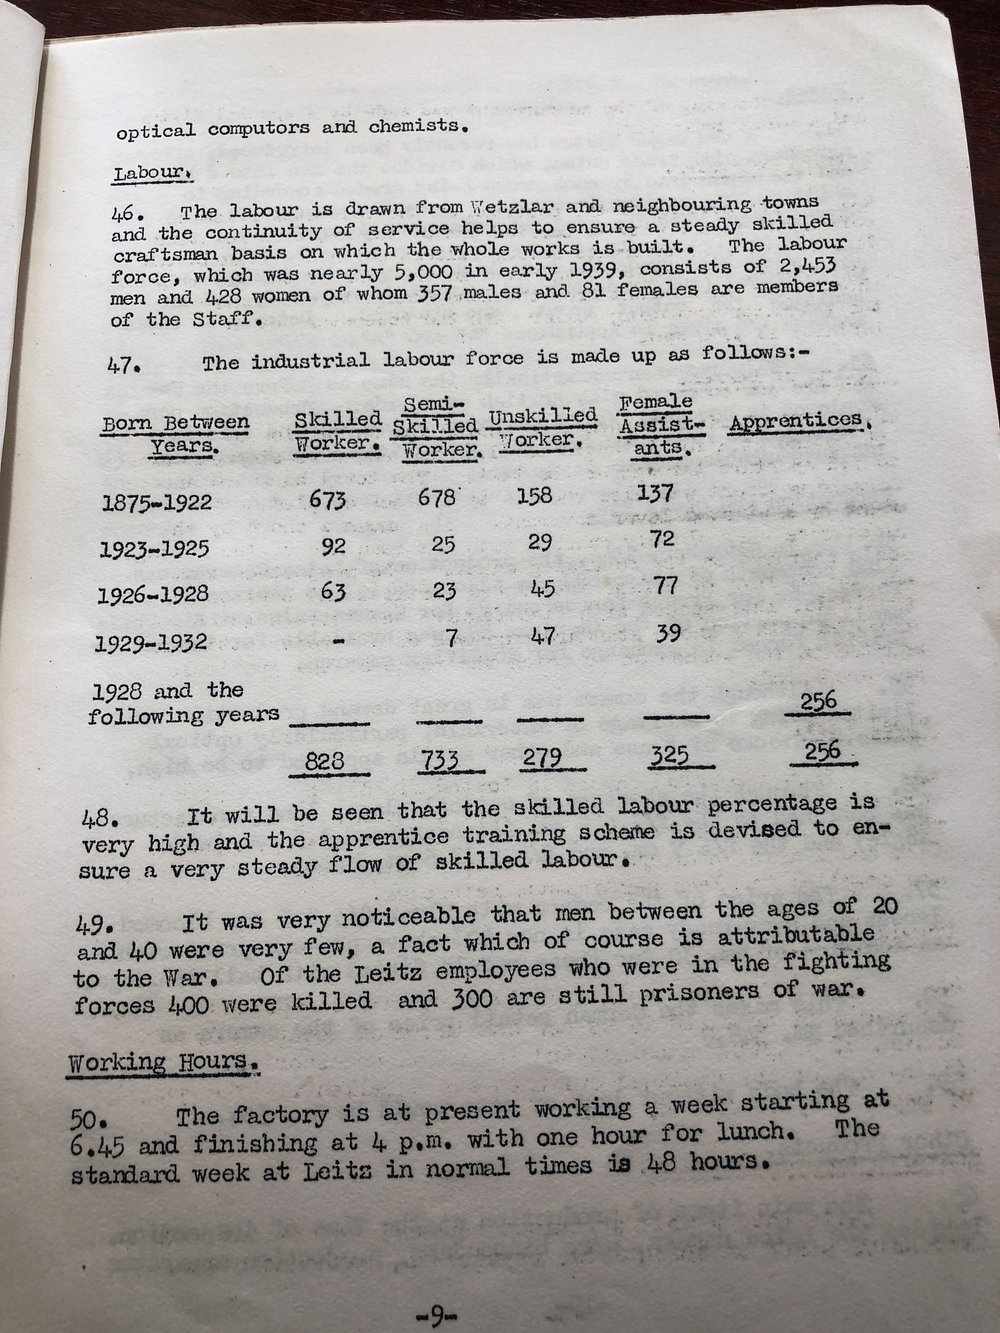 optical computors and chemists.
Labour.
46. The labour is drawn from Wetzlar and neighbouring towns
and the continuity of service helps to ensure a steady skilled
craftsman basis on which the whole works is built. The labour
force, which was nearly 5,000 in early 1939, consists of 2,453
men and 428 women of whom 357 males and 81 females are members
of the Staff.
47. The industrial labour force is made up as follows:-
Born Between Years. Skilled Worker. Semi-Skilled Worker. Unskilled Worker. Female Assist-ants. Apprentices.
1875-1922 673 678 158 137
1923-1925 92 25 29 72
1926-1928 63 23 45 77
1929-1932 - 7 47 39
1928 and the
following years 256
828 733 279 325 256
48. It will be seen that the skilled labour percentage is
very high and the apprentice training scheme is devised to en-
sure a very steady flow of skilled labour.
49. It was very noticeable that men between the ages of 20
and 40 were very few, a fact which of course is attributable
to the War. Of the Leitz employees who were in the fighting
forces 400 were killed and 300 are still prisoners of war.
Working Hours.
50. The factory is at present working a week starting at
6.45 and finishing at 4 p.m. with one hour for lunch. The
standard week at Leitz in normal times is 48 hours.
-9-